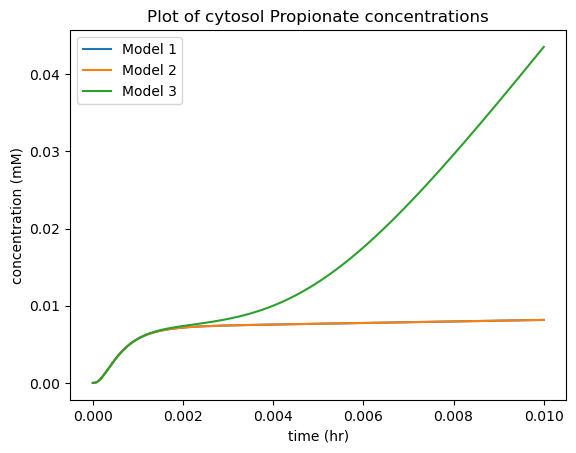 Plot of cytosol Propionate concentrations
Model 1
Model 2
Model 3
concentration (mM)
0.04
0.03
0.02
0.01
0.00
0.000
0.002
0.004
0.006
0.008
0.010
time (hr)